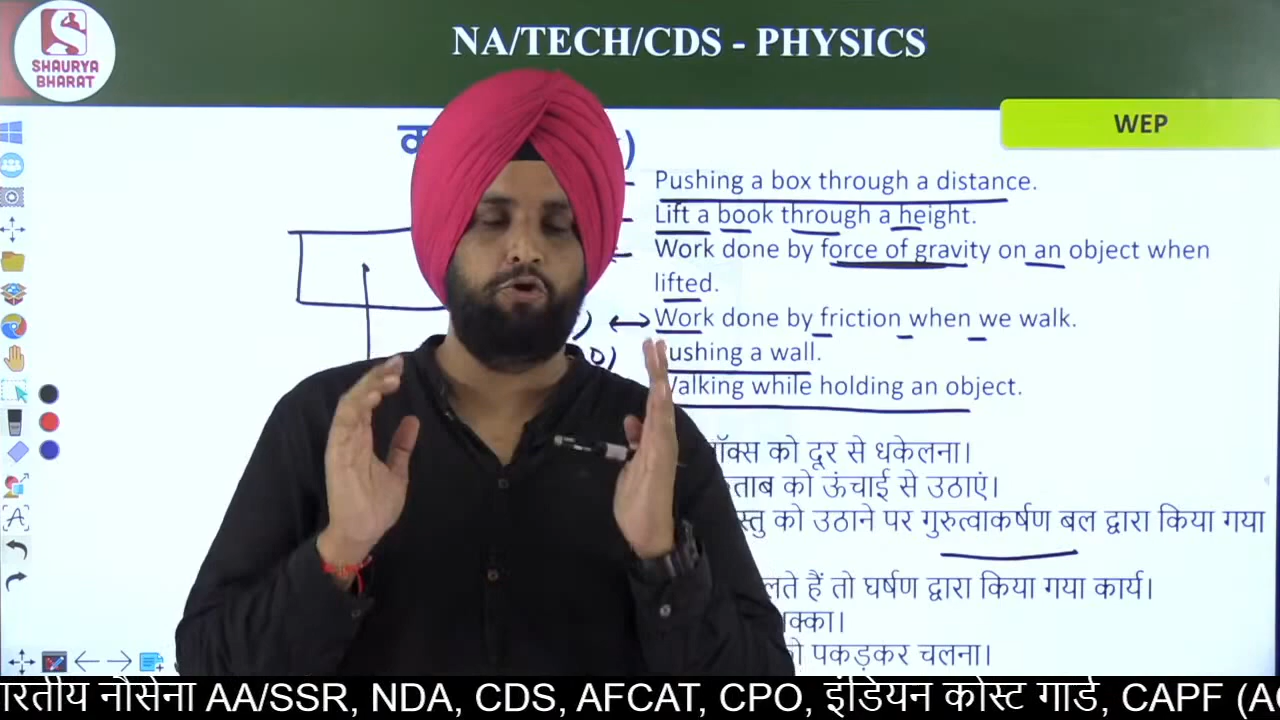 SHAURYA
BHARAT
NA/TECH/CDS - PHYSICS
WEP
Pushing a box through a distance.
Lift a book through a height.
Work done by force of gravity on an object when
lifted.
Work done by friction when we walk.
ushing a wall.
alking while holding an object.
ॉक्स को दूर से धकेलना।
ताब को ऊंचाई से उठाएं।
स्तु को उठाने पर गुरुत्वाकर्षण बल द्वारा किया गया
लते हैं तो घर्षण द्वारा किया गया कार्य।
क्का।
पकड़कर चलना।
रतीय नौसेना AA/SSR, NDA, CDS, AFCAT, CPO, इंडियन कोस्ट गार्ड, CAPF (A